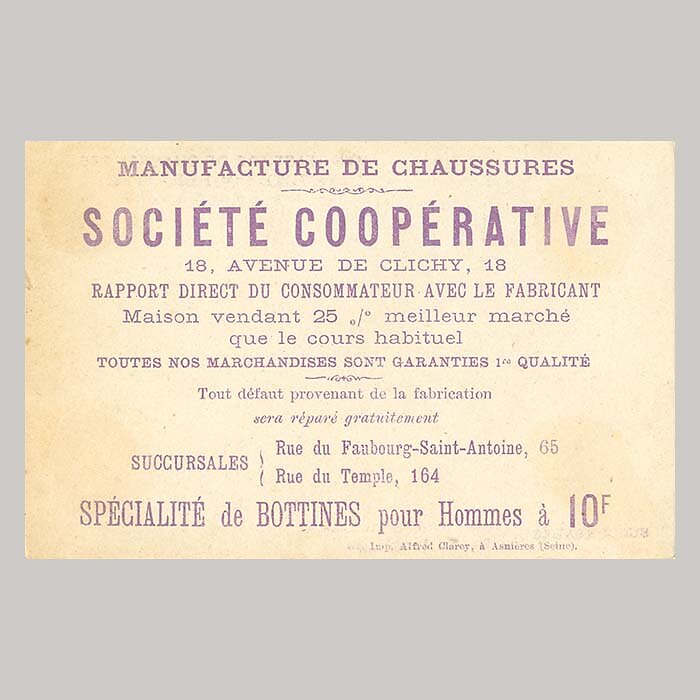 MANUFACTURE DE CHAUSSURES
SOCIÉTÉ COOPÉRATIVE
18, AVENUE DE CLICHY, 18
RAPPORT DIRECT DU CONSOMMATEUR AVEC LE FABRICANT
Maison vendant 25 o/o meilleur marché
que le cours habituel
TOUTES NOS MARCHANDISES SONT GARANTIES 1re QUALITÉ
Tout défaut provenant de la fabrication
sera réparé gratuitement
SUCCURSALES { Rue du Faubourg-Saint-Antoine, 65
Rue du Temple, 164
SPÉCIALITÉ de BOTTINES pour Hommes à 10F
Imp. Alfred Clarey, à Asnières (Seine).